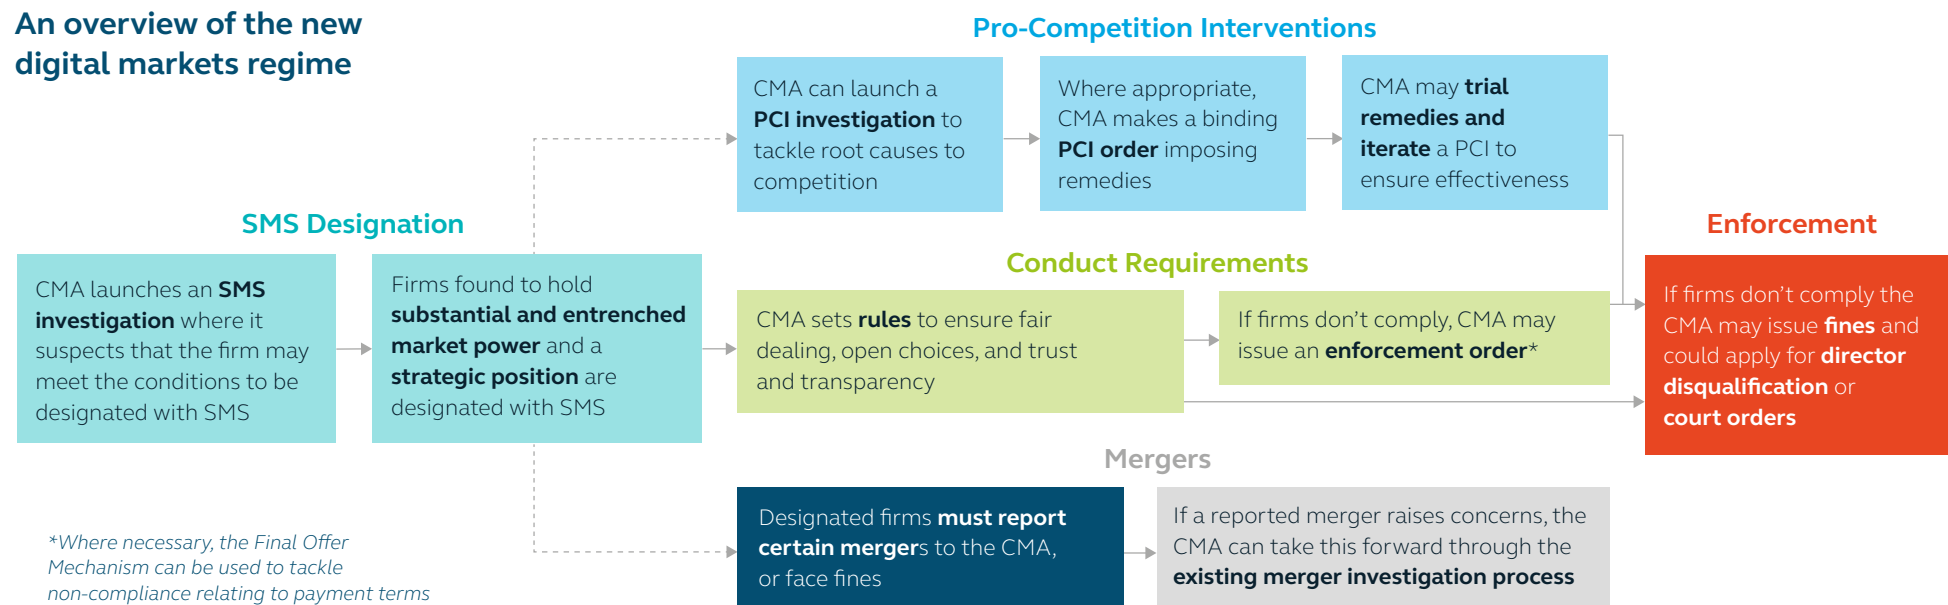 An overview of the new
digital markets regime
Pro-Competition Interventions
CMA can launch a
PCI investigation to
tackle root causes to
competition
Where appropriate,
CMA makes a binding
PCI order imposing
remedies
CMA may trial
remedies and
iterate a PCI to
ensure effectiveness
SMS Designation
CMA launches an SMS
investigation where it
suspects that the firm may
meet the conditions to be
designated with SMS
Firms found to hold
substantial and entrenched
market power and a
strategic position are
designated with SMS
Conduct Requirements
CMA sets rules to ensure fair
dealing, open choices, and trust
and transparency
If firms don’t comply, CMA may
issue an enforcement order*
Enforcement
If firms don’t comply the
CMA may issue fines and
could apply for director
disqualification or
court orders
Mergers
Designated firms must report
certain mergers to the CMA,
or face fines
If a reported merger raises concerns, the
CMA can take this forward through the
existing merger investigation process
*Where necessary, the Final Offer
Mechanism can be used to tackle
non-compliance relating to payment terms